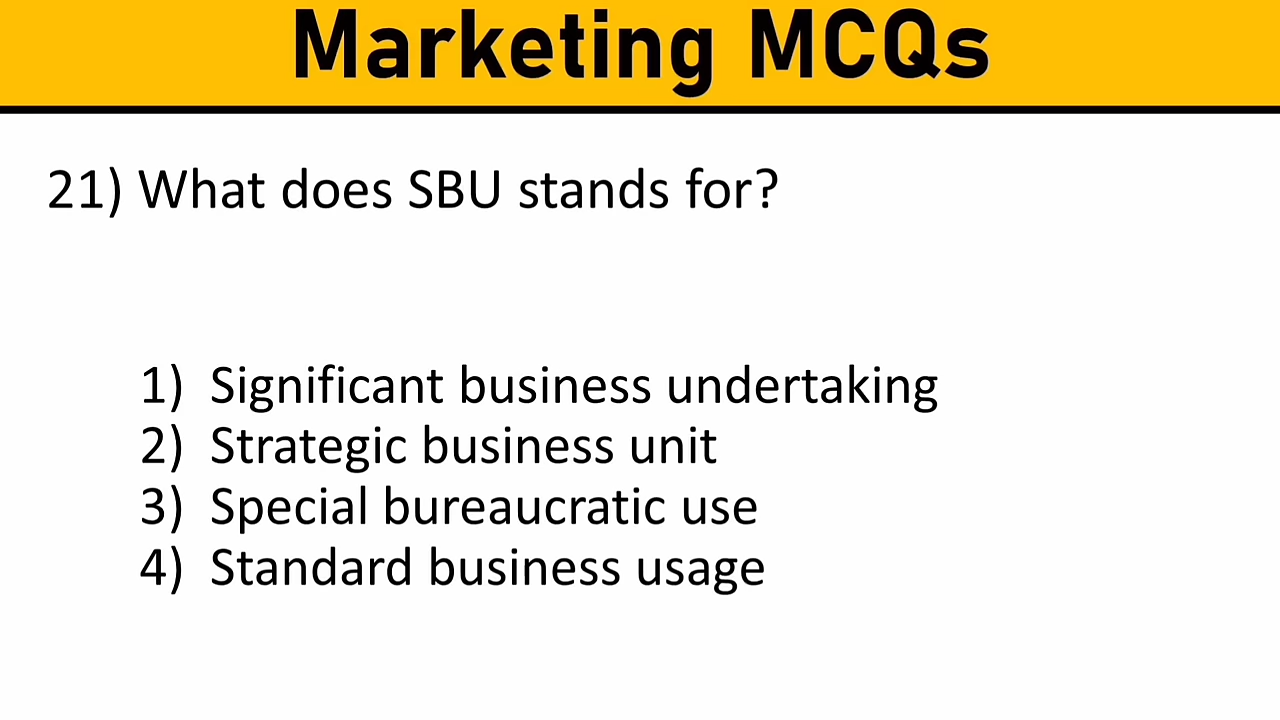 Marketing MCQs
21) What does SBU stands for?
1) Significant business undertaking
2) Strategic business unit
3) Special bureaucratic use
4) Standard business usage